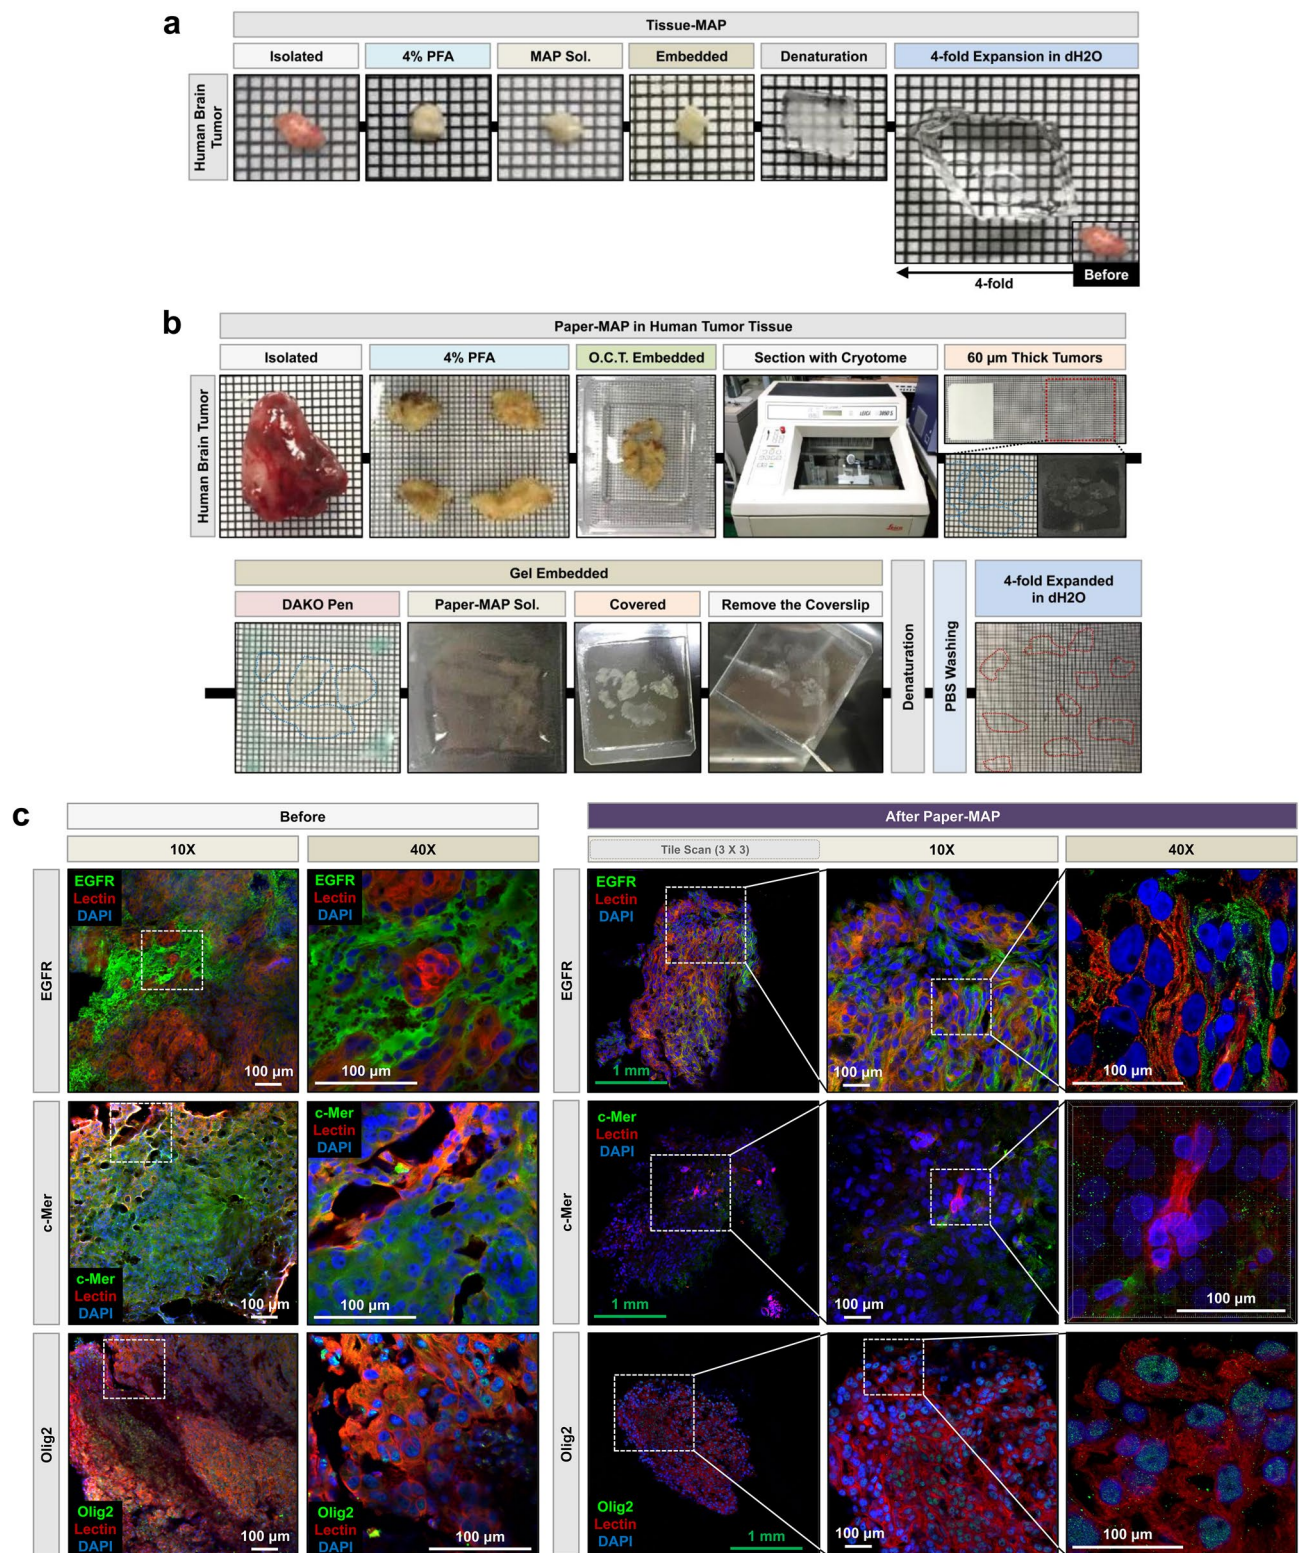 a
Tissue-MAP
Isolated
4% PFA
MAP Sol.
Embedded
Denaturation
4-fold Expansion in dH2O
Human Brain
Tumor
Before
4-fold
b
Paper-MAP in Human Tumor Tissue
Isolated
4% PFA
O.C.T. Embedded
Section with Cryotome
60 µm Thick Tumors
Human Brain Tumor
Gel Embedded
DAKO Pen
Paper-MAP Sol.
Covered
Remove the Coverslip
Denaturation
PBS Washing
4-fold Expanded
in dH2O
c
Before
After Paper-MAP
10X
40X
Tile Scan (3 X 3)
10X
40X
EGFR
EGFR
Lectin
DAPI
100 µm
EGFR
Lectin
DAPI
100 µm
EGFR
EGFR
Lectin
DAPI
1 mm
100 µm
100 µm
c-Mer
c-Mer
Lectin
DAPI
100 µm
c-Mer
Lectin
DAPI
100 µm
c-Mer
c-Mer
Lectin
DAPI
1 mm
100 µm
100 µm
Olig2
Olig2
Lectin
DAPI
100 µm
Olig2
Lectin
DAPI
100 µm
Olig2
Olig2
Lectin
DAPI
1 mm
100 µm
100 µm